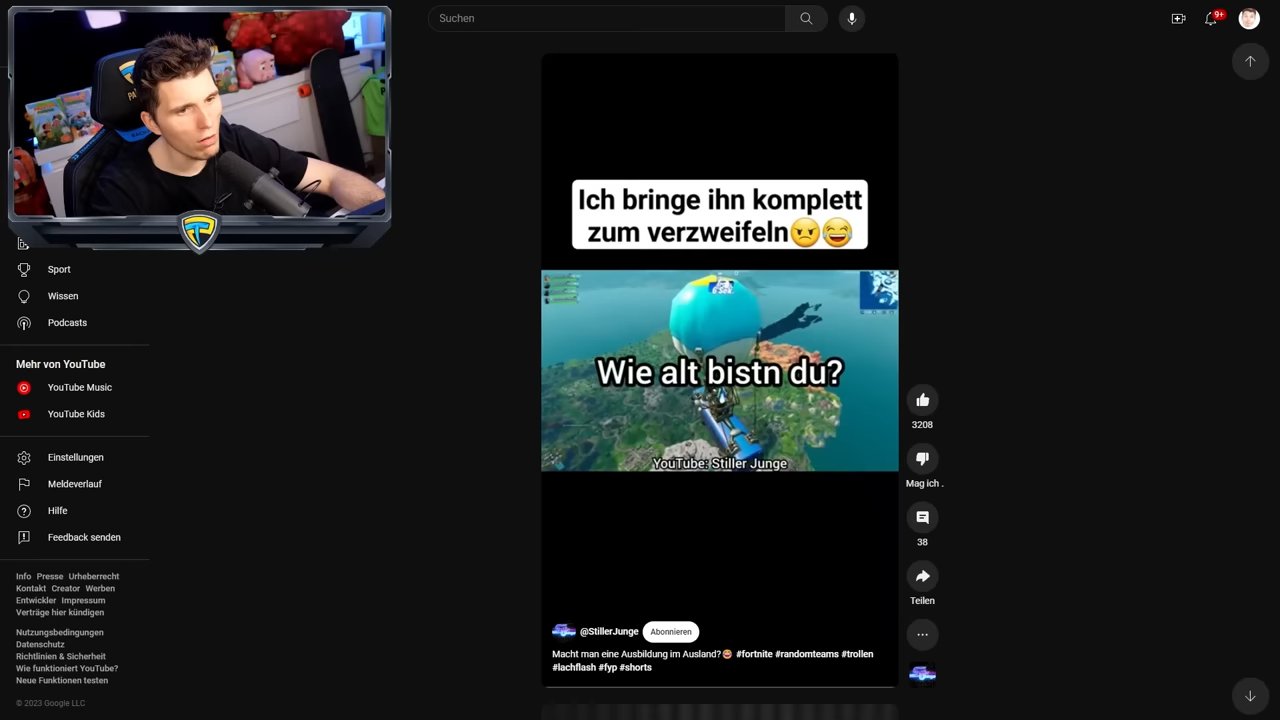 Suchen
9+
Sport
Wissen
Podcasts
Mehr von YouTube
YouTube Music
YouTube Kids
Einstellungen
Meldeverlauf
Hilfe
Feedback senden
Info Presse Urheberrecht
Kontakt Creator Werben
Entwickler Impressum
Verträge hier kündigen
Nutzungsbedingungen
Datenschutz
Richtlinien & Sicherheit
Wie funktioniert YouTube?
Neue Funktionen testen
© 2023 Google LLC
Ich bringe ihn komplett
zum verzweifeln😠😂
Wie alt bistn du?
YouTube: Stiller Junge
@StillerJunge Abonnieren
Macht man eine Ausbildung im Ausland?😂 #fortnite #randomteams #trollen
#lachflash #fyp #shorts
3208
Mag ich .
38
Teilen